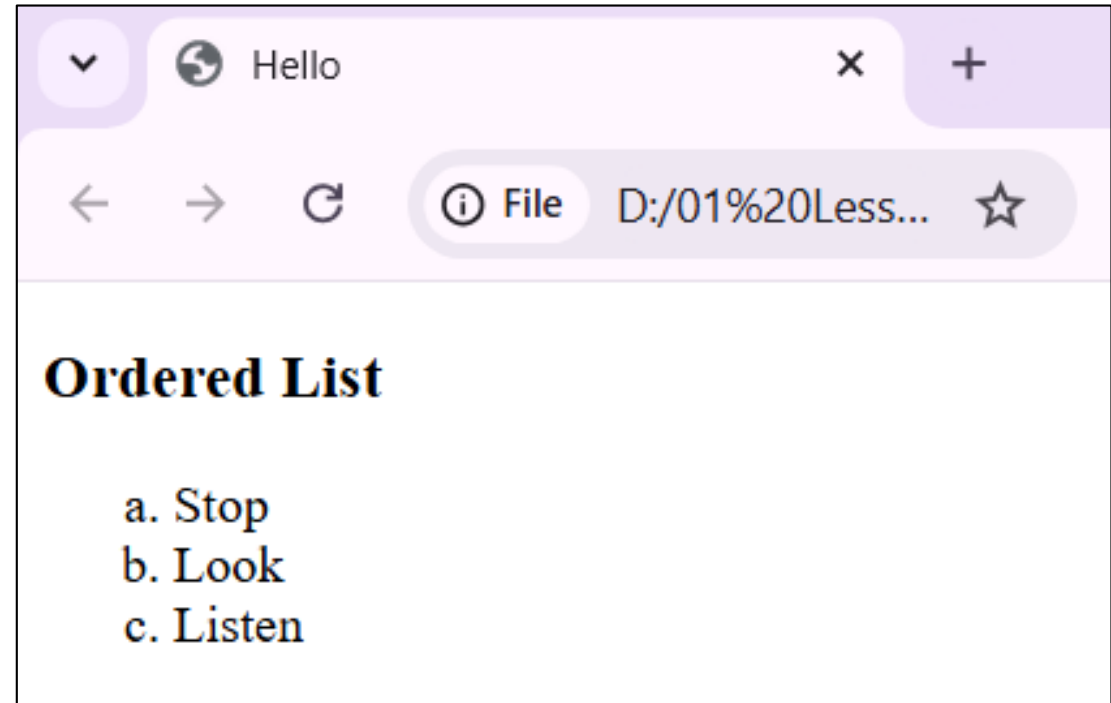 Hello
File D:/01%20Less...
Ordered List
a. Stop
b. Look
c. Listen